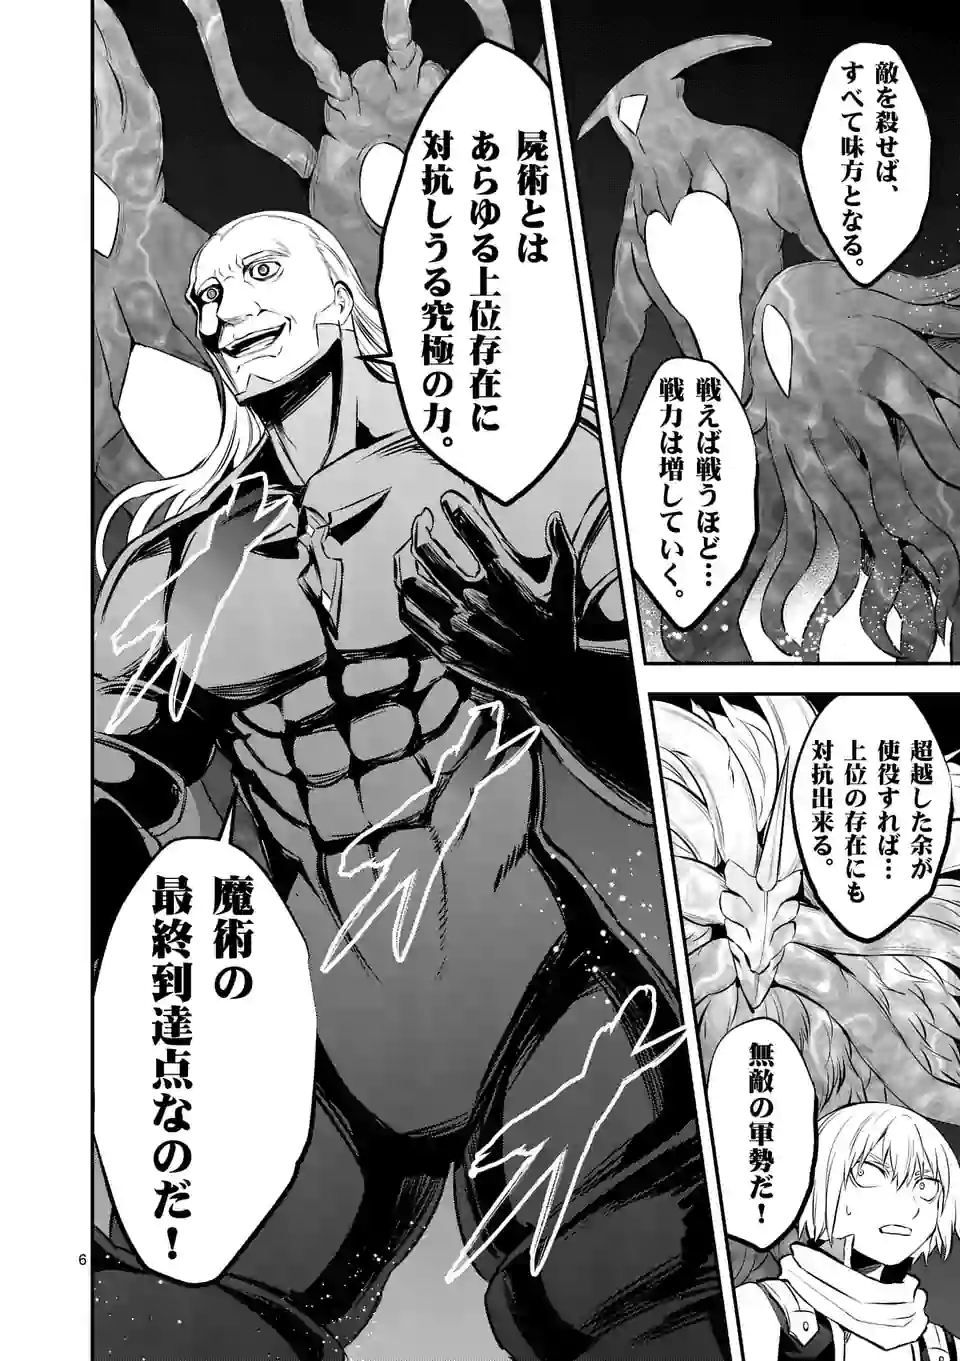 敵を殺せば、
すべて味方となる。
戦えば戦うほど…
戦力は増していく。
超越した余が
使役すれば…
上位の存在にも
対抗出来る。
無敵の軍勢だ！
屍術とは
あらゆる上位存在に
対抗しうる究極の力。
魔術の
最終到達点なのだ！
6